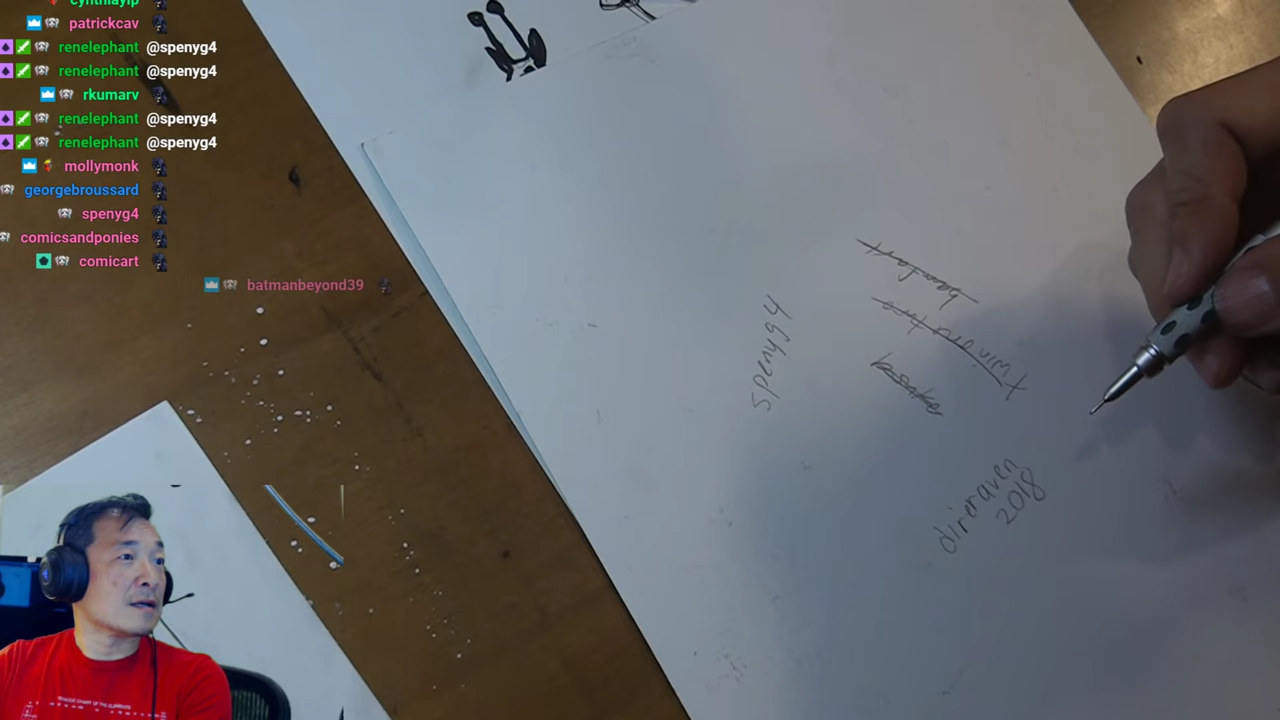 cynthiayip
patrickcav
renelephant @spenyg4
renelephant @spenyg4
rkumarv
renelephant @spenyg4
renelephant @spenyg4
mollymonk
georgebroussard
spenyg4
comicsandponies
comicart
batmanbeyond39
spenyg4
direraven
2018